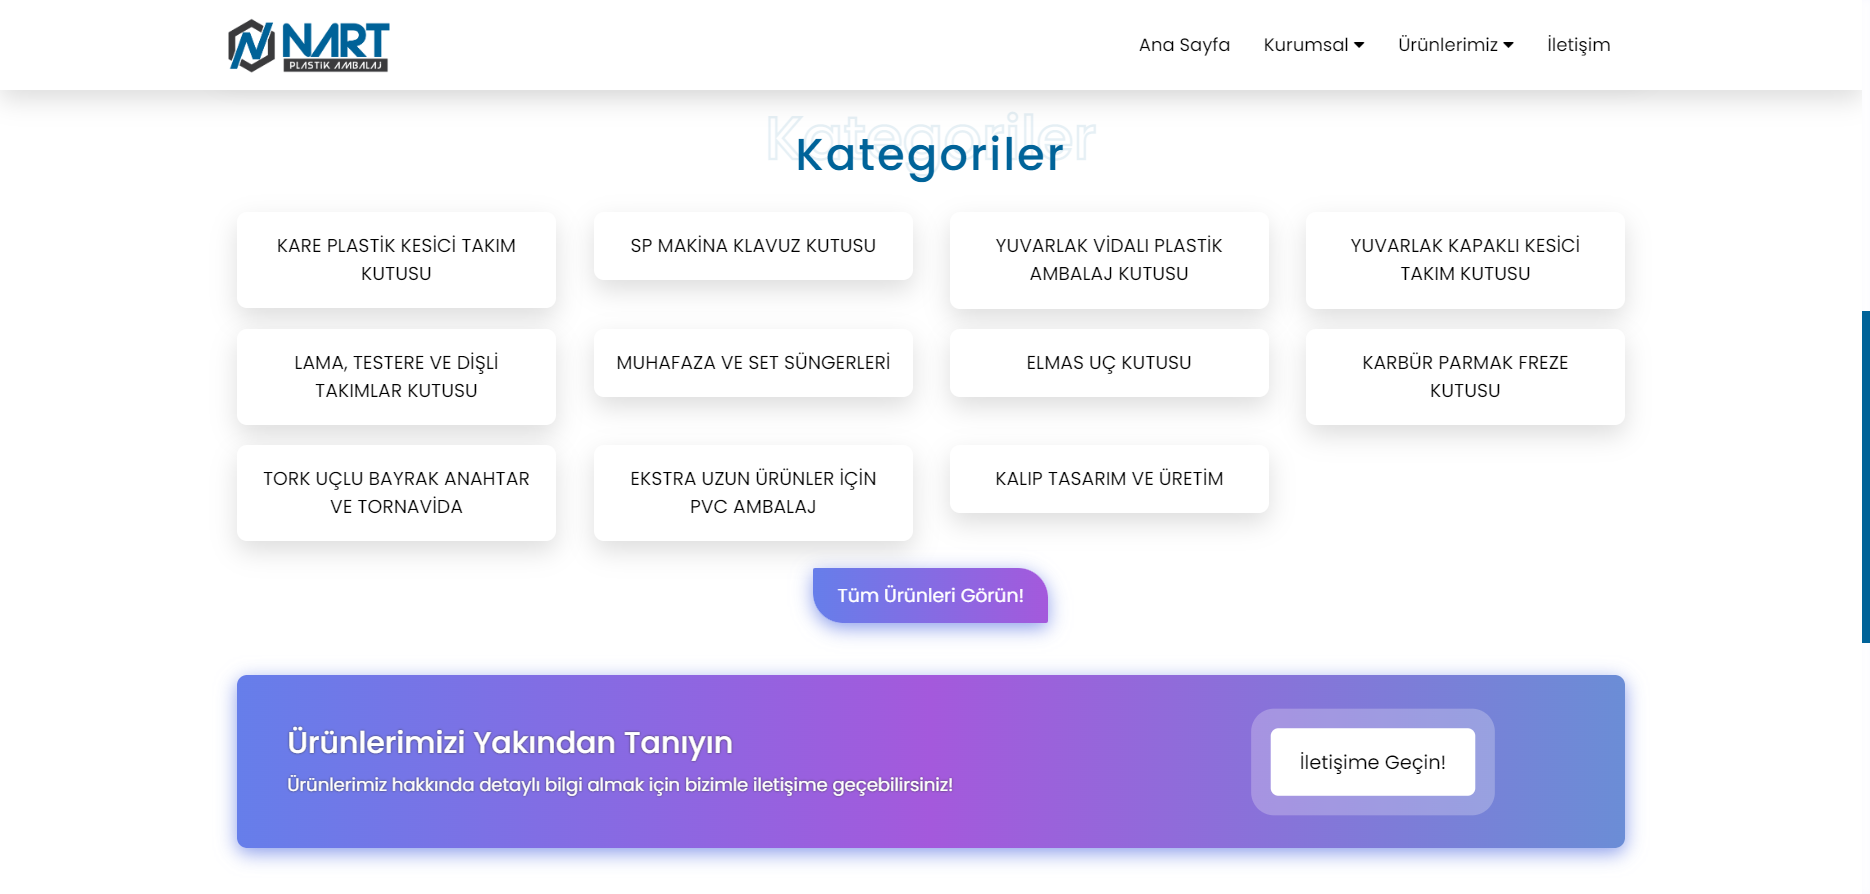 NART
PLASTİK AMBALAJ
Ana Sayfa
Kurumsal
Ürünlerimiz
İletişim
Kategoriler
Kategoriler
KARE PLASTİK KESİCİ TAKIM
KUTUSU
SP MAKİNA KLAVUZ KUTUSU
YUVARLAK VİDALI PLASTİK
AMBALAJ KUTUSU
YUVARLAK KAPAKLI KESİCİ
TAKIM KUTUSU
LAMA, TESTERE VE DİŞLİ
TAKIMLAR KUTUSU
MUHAFAZA VE SET SÜNGERLERİ
ELMAS UÇ KUTUSU
KARBÜR PARMAK FREZE
KUTUSU
TORK UÇLU BAYRAK ANAHTAR
VE TORNAVİDA
EKSTRA UZUN ÜRÜNLER İÇİN
PVC AMBALAJ
KALIP TASARIM VE ÜRETİM
Tüm Ürünleri Görün!
Ürünlerimizi Yakından Tanıyın
Ürünlerimiz hakkında detaylı bilgi almak için bizimle iletişime geçebilirsiniz!
İletişime Geçin!